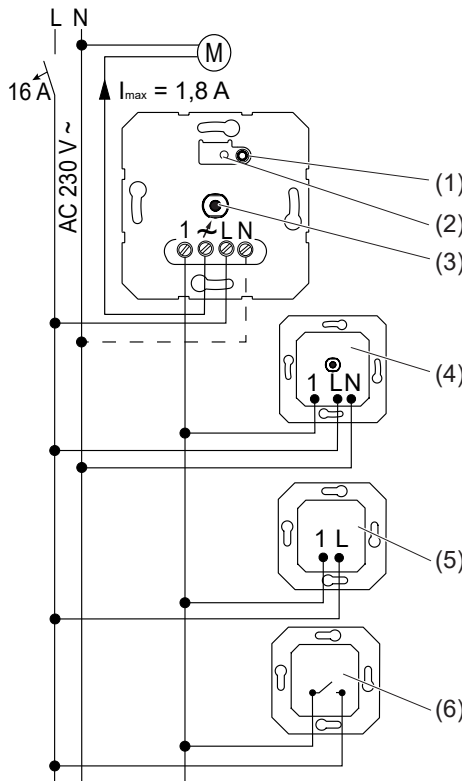 L N
M
16 A
Imax = 1,8 A
AC 230 V ~
(1)
(2)
(3)
1 L N
(4)
1 L N
(5)
1 L
(6)